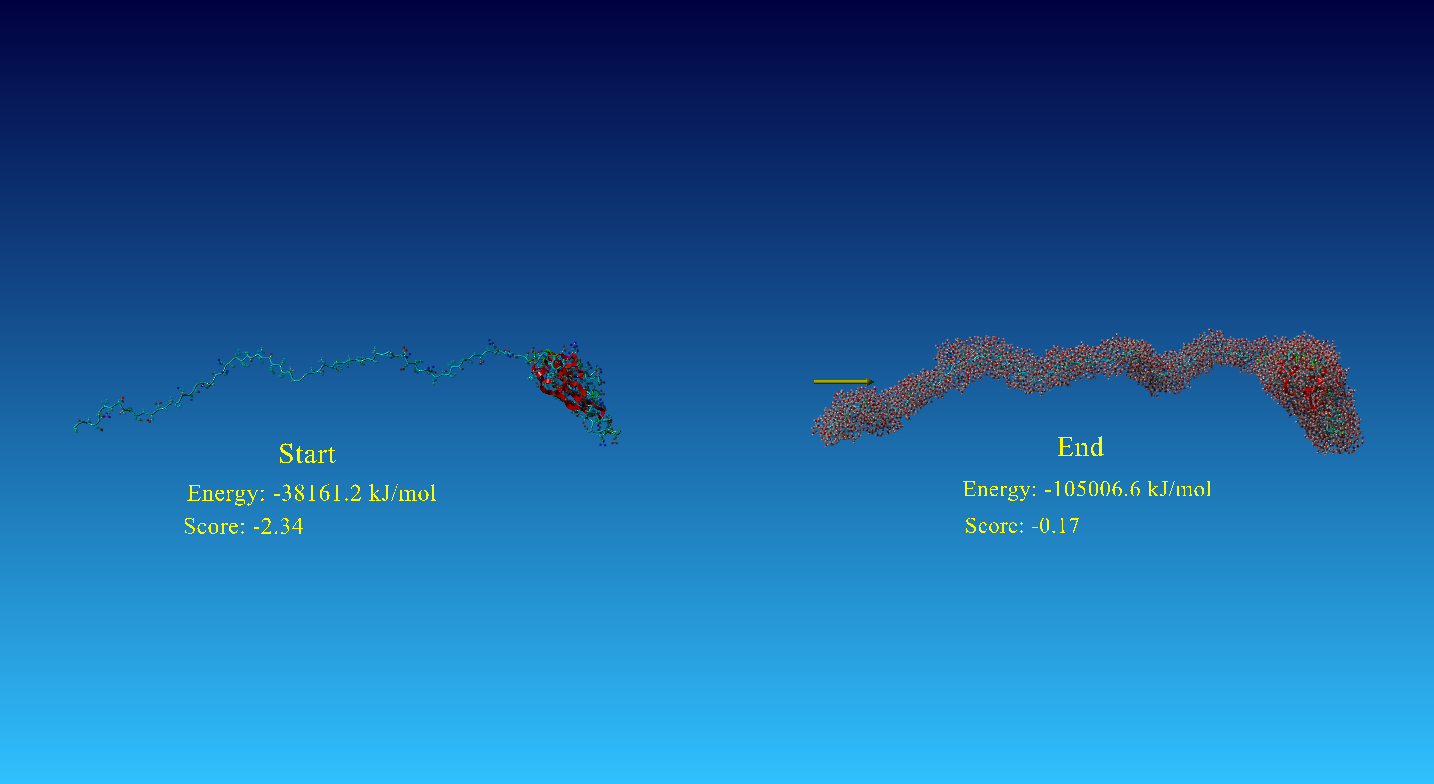 Start
Energy: -38161.2 kJ/mol
Score: -2.34
End
Energy: -105006.6 kJ/mol
Score: -0.17